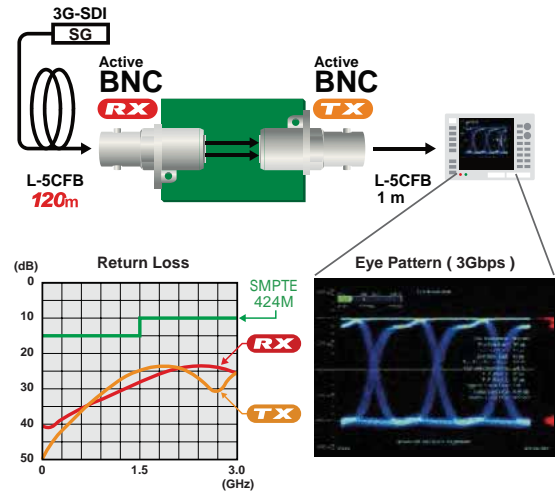 3G-SDI
SG
Active
BNC
RX
Active
BNC
TX
L-5CFB
120m
L-5CFB
1 m
Return Loss
(dB)
0
10
20
30
40
50
0
1.5
3.0
(GHz)
SMPTE
424M
RX
TX
Eye Pattern ( 3Gbps )